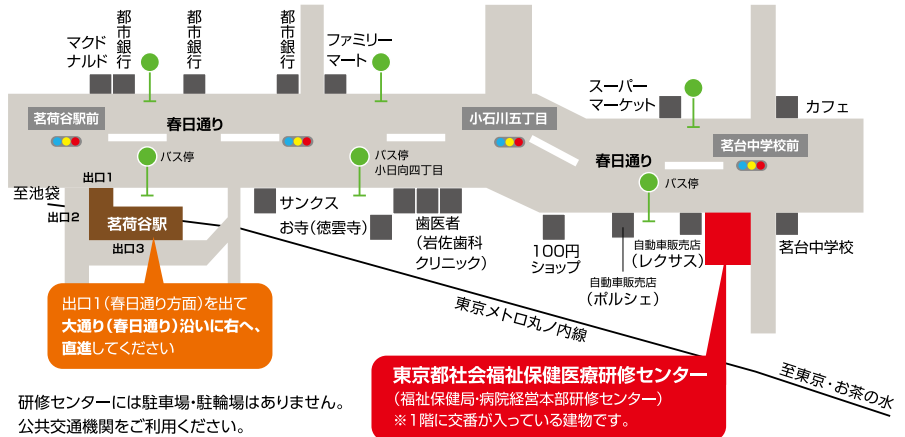 マクド
ナルド
都市銀行
都市銀行
都市銀行
ファミリー
マート
スーパー
マーケット
カフェ
茗荷谷駅前
春日通り
小石川五丁目
春日通り
茗台中学校前
バス停
バス停
小日向四丁目
バス停
出口1
至池袋
出口2
茗荷谷駅
出口3
サンクス
お寺(徳雲寺)
歯医者
(岩佐歯科
クリニック)
100円
ショップ
自動車販売店
(レクサス)
自動車販売店
(ポルシェ)
茗台中学校
東京メトロ丸ノ内線
至東京・お茶の水
出口1(春日通り方面)を出て
大通り(春日通り)沿いに右へ、
直進してください
東京都社会福祉保健医療研修センター
(福祉保健局・病院経営本部研修センター)
※1階に交番が入っている建物です。
研修センターには駐車場・駐輪場はありません。
公共交通機関をご利用ください。